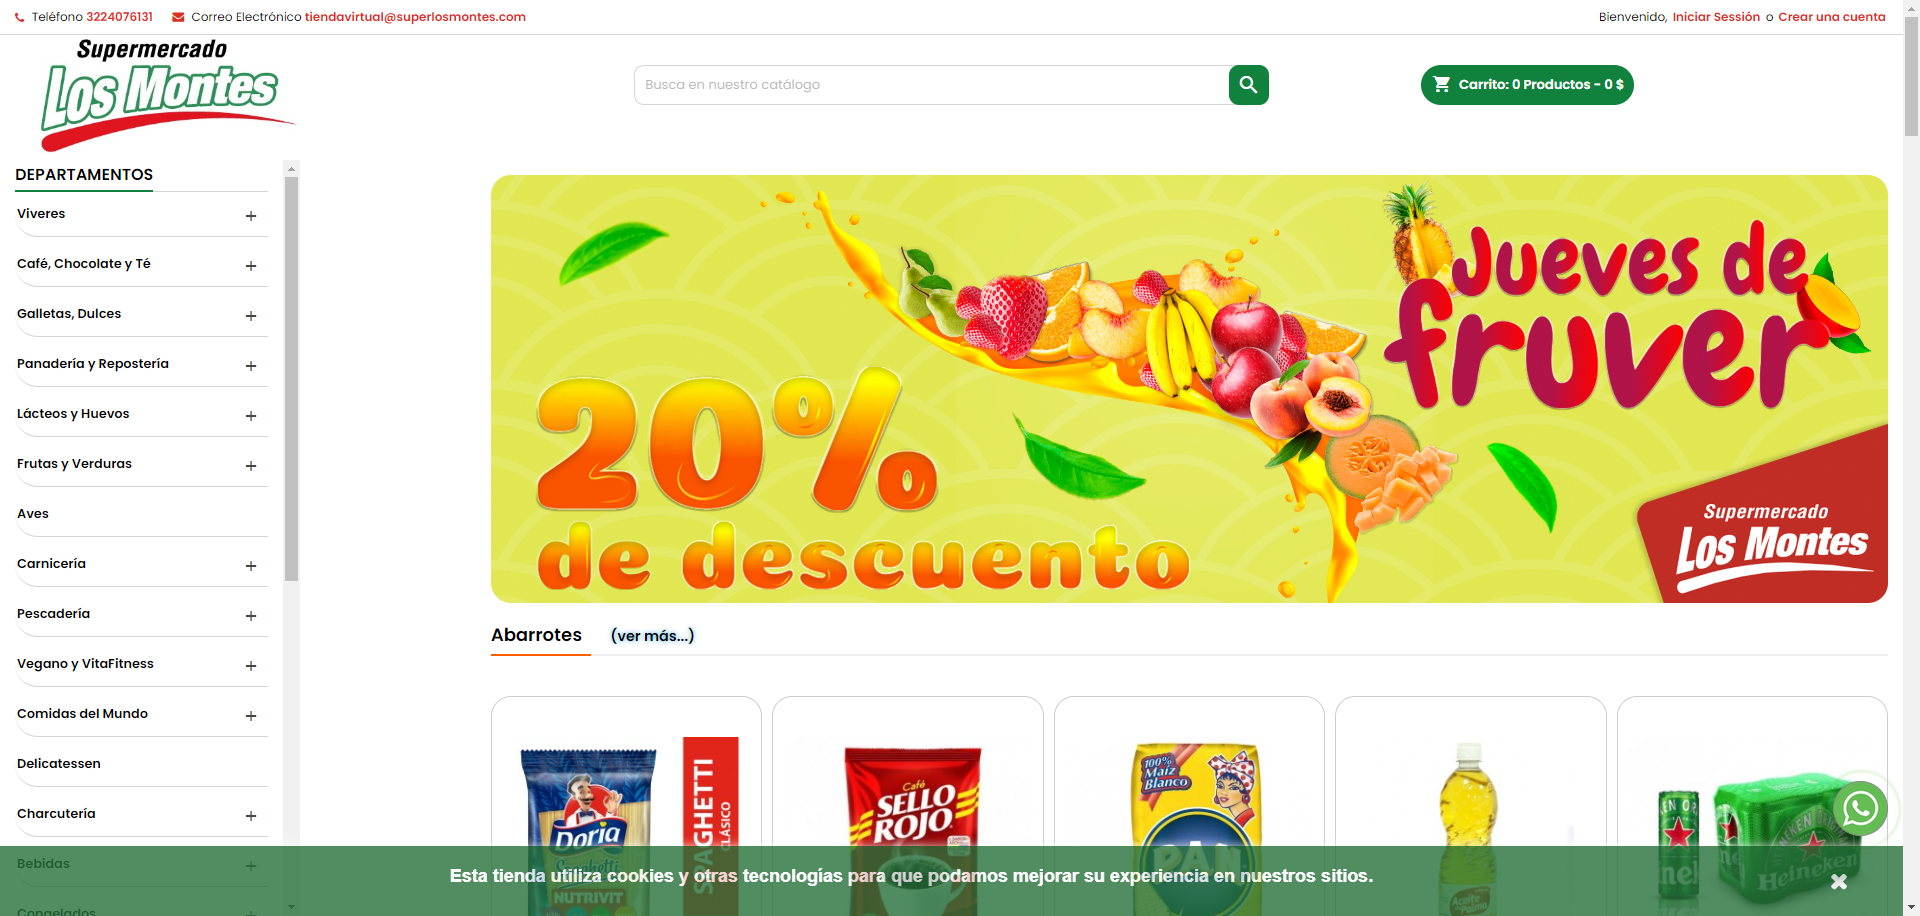 Teléfono 3224076131 Correo Electrónico tiendavirtual@superlosmontes.com
Bienvenido, Iniciar Sessión o Crear una cuenta
Supermercado
Los Montes
Busca en nuestro catálogo
Carrito: 0 Productos - 0 $
DEPARTAMENTOS
Viveres
Café, Chocolate y Té
Galletas, Dulces
Panadería y Repostería
Lácteos y Huevos
Frutas y Verduras
Aves
Carnicería
Pescadería
Vegano y VitaFitness
Comidas del Mundo
Delicatessen
Charcutería
Bebidas
Congelados
Jueves de
fruver
20%
de descuento
Supermercado
Los Montes
Abarrotes (ver más...)
Doria
Spaghetti
NUTRIVIT
SPAGHETTI
CLÁSICO
Café
SELLO
ROJO
100%
Maíz
Blanco
PAN
Aceite de Palma
Heineken
Esta tienda utiliza cookies y otras tecnologías para que podamos mejorar su experiencia en nuestros sitios.